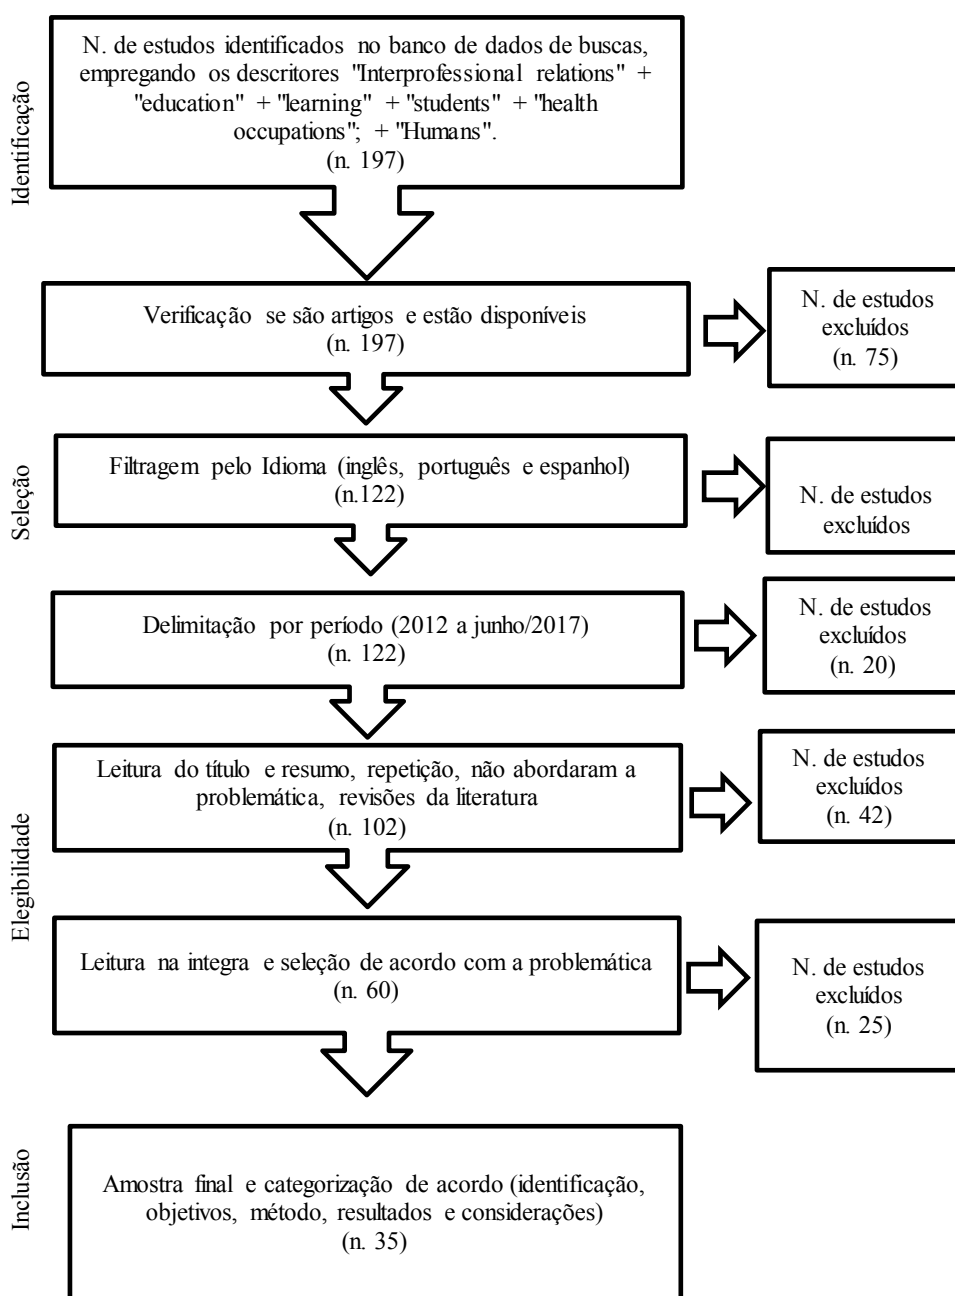 Identificação
N. de estudos identificados no banco de dados de buscas,
empregando os descritores "Interprofessional relations" +
"education" + "learning" + "students" + "health
occupations"; + "Humans".
(n. 197)
Verificação se são artigos e estão disponíveis
(n. 197)
N. de estudos
excluídos
(n. 75)
Seleção
Filtragem pelo Idioma (inglês, português e espanhol)
(n.122)
N. de estudos
excluídos
Delimitação por período (2012 a junho/2017)
(n. 122)
N. de estudos
excluídos
(n. 20)
Elegibilidade
Leitura do título e resumo, repetição, não abordaram a
problemática, revisões da literatura
(n. 102)
N. de estudos
excluídos
(n. 42)
Leitura na integra e seleção de acordo com a problemática
(n. 60)
N. de estudos
excluídos
(n. 25)
Inclusão
Amostra final e categorização de acordo (identificação,
objetivos, método, resultados e considerações)
(n. 35)